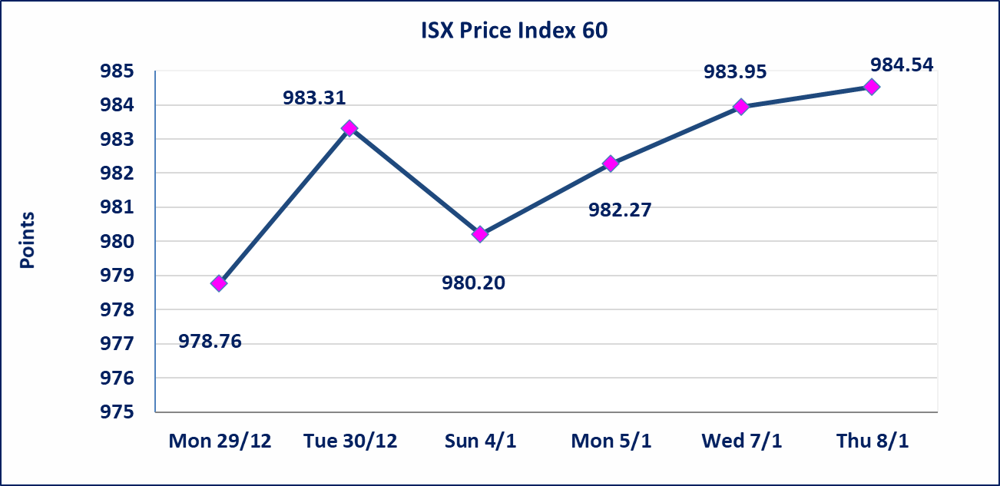 ISX Price Index 60
Points
985
984
983
982
981
980
979
978
977
976
975
978.76
983.31
980.20
982.27
983.95
984.54
Mon 29/12
Tue 30/12
Sun 4/1
Mon 5/1
Wed 7/1
Thu 8/1